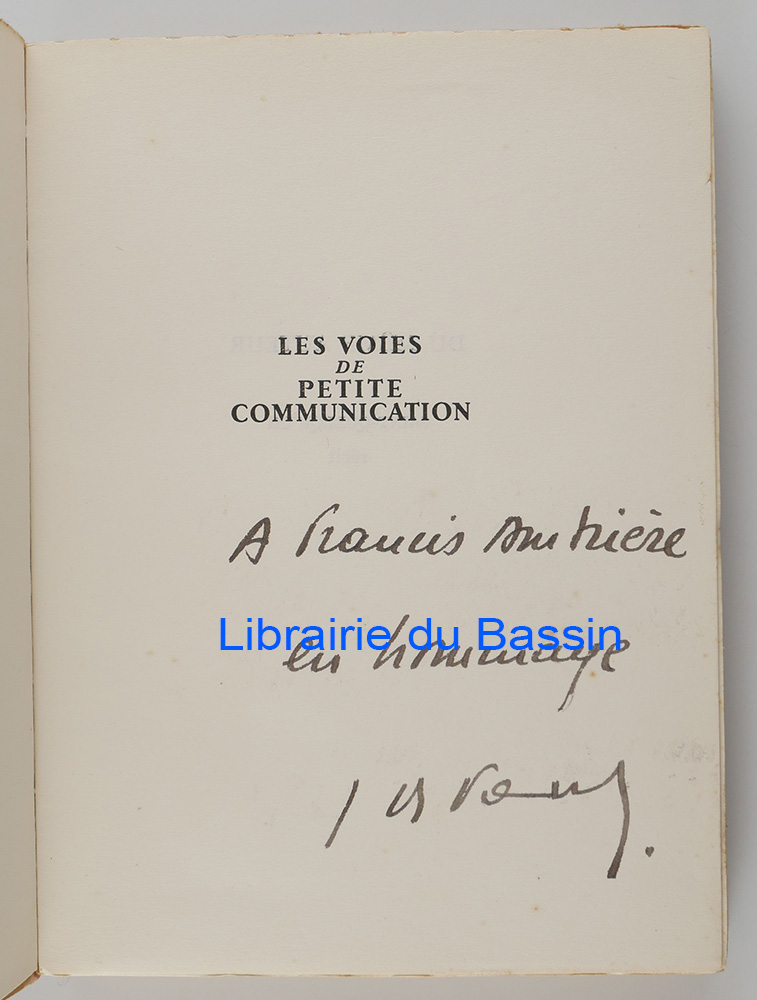 LES VOIES
DE
PETITE
COMMUNICATION
A Francis Ambrière
Librairie du Bassin
en hommage